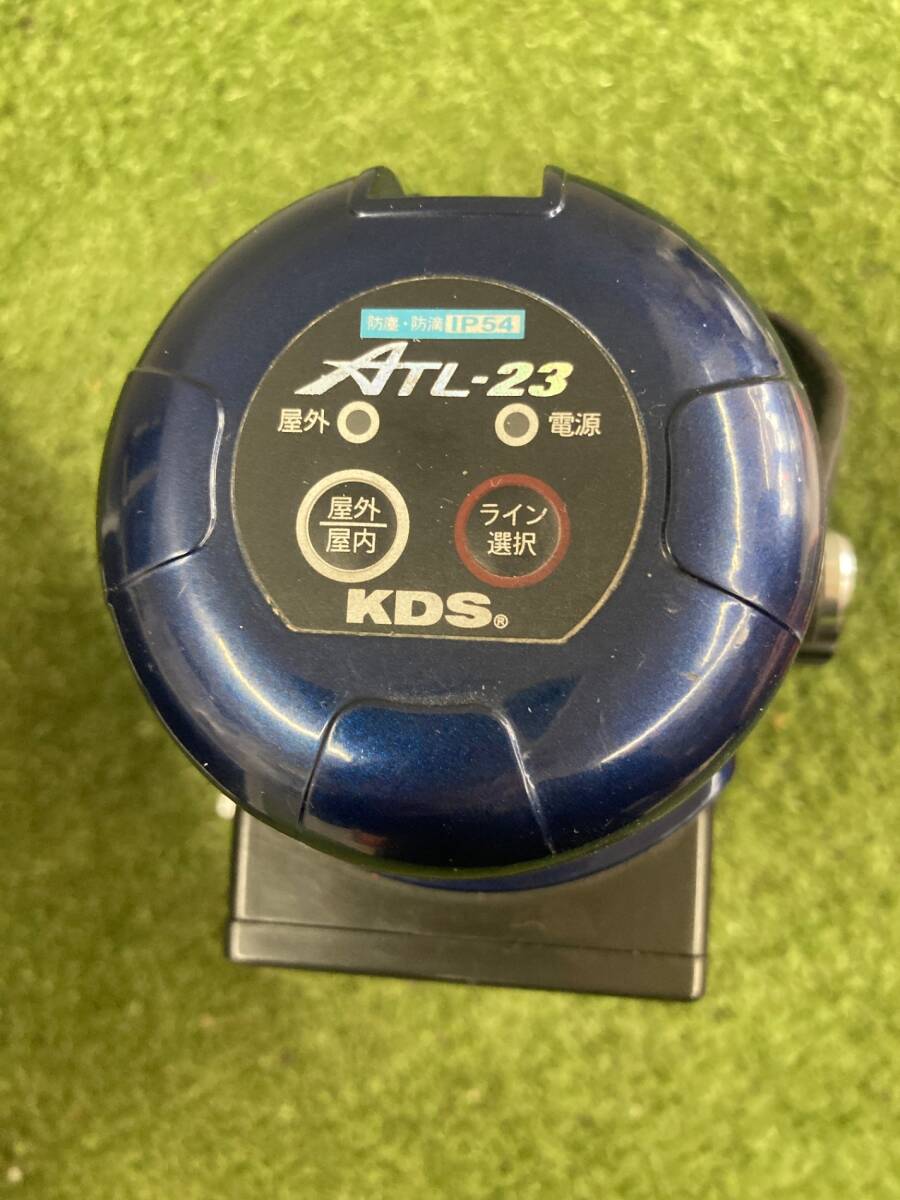 防塵・防滴 IP54
ATL-23
屋外 電源
屋外 ライン
屋内 選択
KDS®